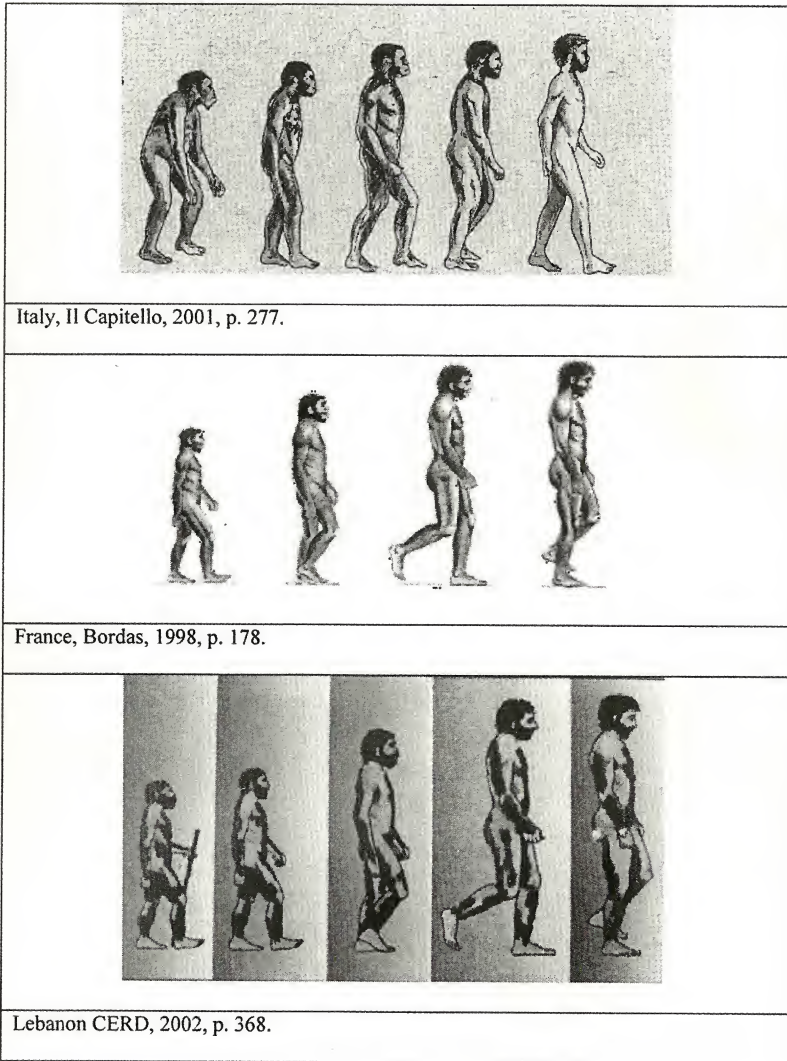 Italy, Il Capitello, 2001, p. 277.
France, Bordas, 1998, p. 178.
Lebanon CERD, 2002, p. 368.